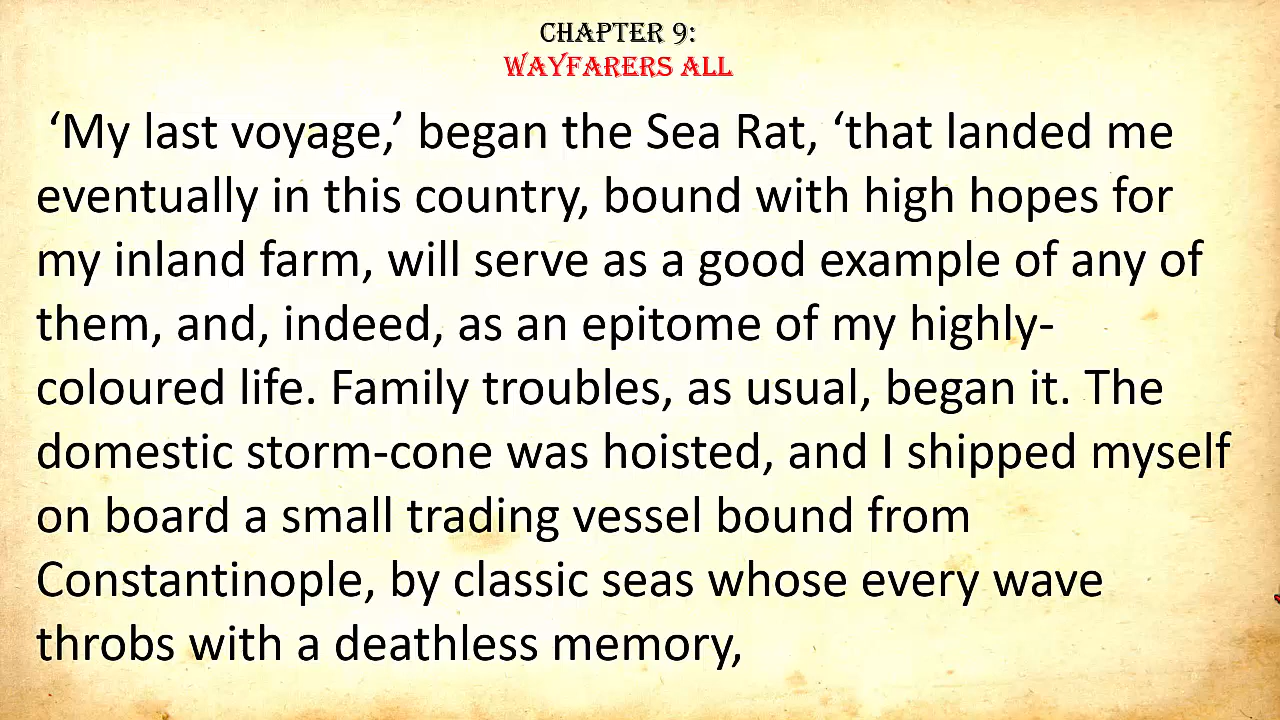 CHAPTER 9:
WAYFARERS ALL
‘My last voyage,’ began the Sea Rat, ‘that landed me
eventually in this country, bound with high hopes for
my inland farm, will serve as a good example of any of
them, and, indeed, as an epitome of my highly-
coloured life. Family troubles, as usual, began it. The
domestic storm-cone was hoisted, and I shipped myself
on board a small trading vessel bound from
Constantinople, by classic seas whose every wave
throbs with a deathless memory,